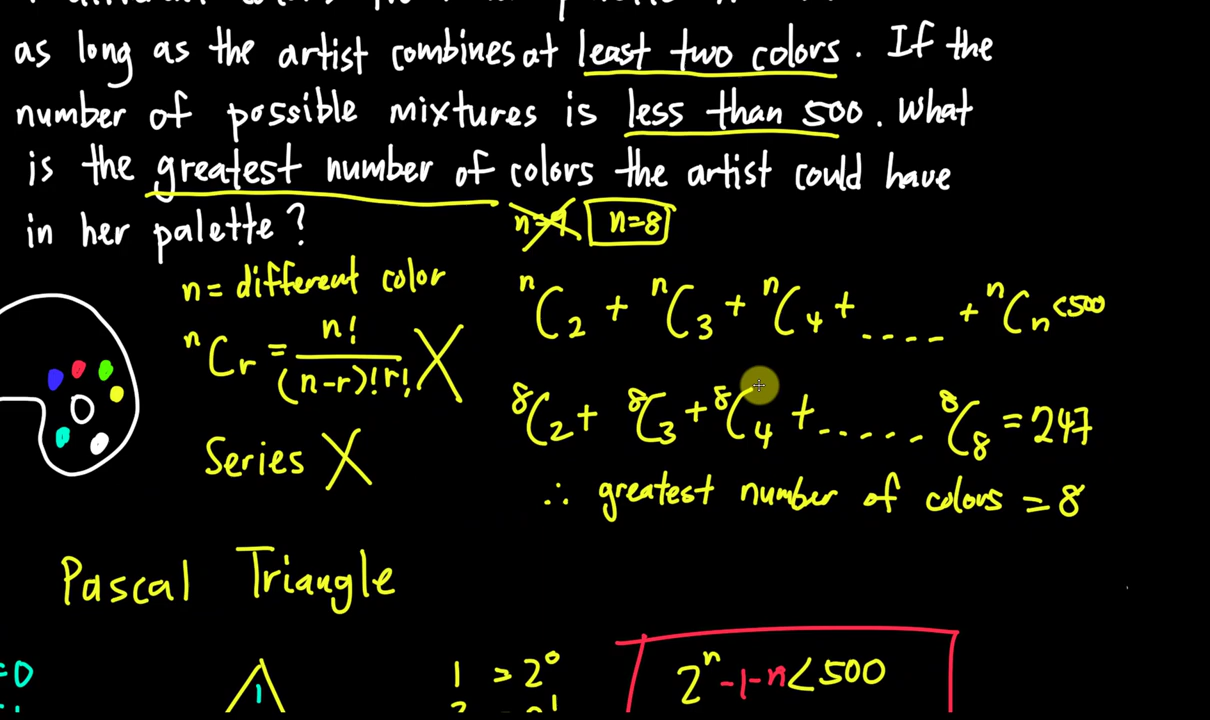 as long as the artist combines at least two colors. If the
number of possible mixtures is less than 500. What
is the greatest number of colors the artist could have
in her palette?
n=9 n=8
n= different color
ⁿC₂ + ⁿC₃ + ⁿC₄ + .... + ⁿCₙ <500
ⁿCr = n! / (n-r)! r! X
⁸C₂ + ⁸C₃ + ⁸C₄ + ..... ⁸C₈ = 247
Series X
∴ greatest number of colors = 8
Pascal Triangle
2ⁿ -1-n < 500
=0 1 1 = 2⁰